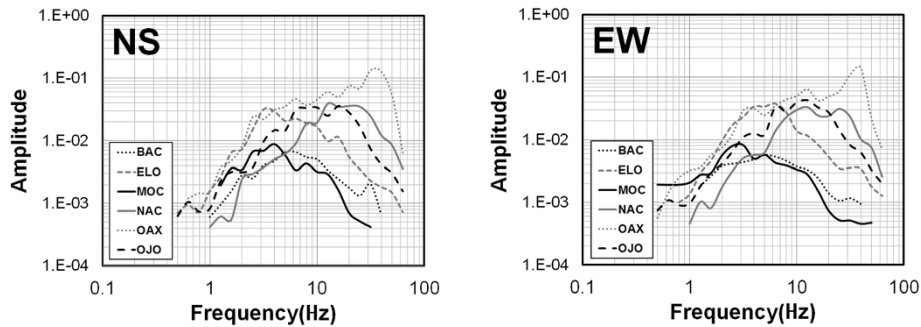 NS
1.E+00
1.E-01
1.E-02
1.E-03
1.E-04
Amplitude
BAC
ELO
MOC
NAC
OAX
OJO
0.1 1 10 100
Frequency(Hz)
EW
1.E+00
1.E-01
1.E-02
1.E-03
1.E-04
Amplitude
BAC
ELO
MOC
NAC
OAX
OJO
0.1 1 10 100
Frequency(Hz)